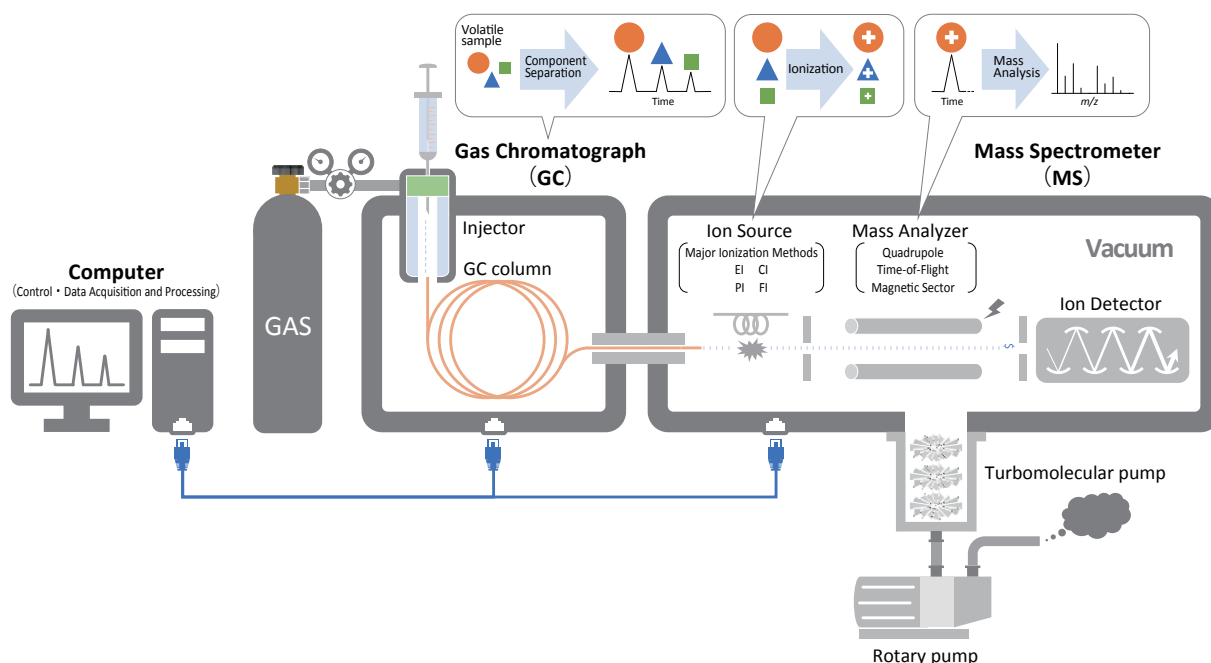 Volatile
sample
Component
Separation
Time
Ionization
Time
Mass
Analysis
m/z
Gas Chromatograph
（GC）
Mass Spectrometer
（MS）
Injector
GC column
Ion Source
Major Ionization Methods
EI CI
PI FI
Mass Analyzer
Quadrupole
Time-of-Flight
Magnetic Sector
Vacuum
Ion Detector
Computer
（Control・Data Acquisition and Processing）
GAS
Turbomolecular pump
Rotary pump